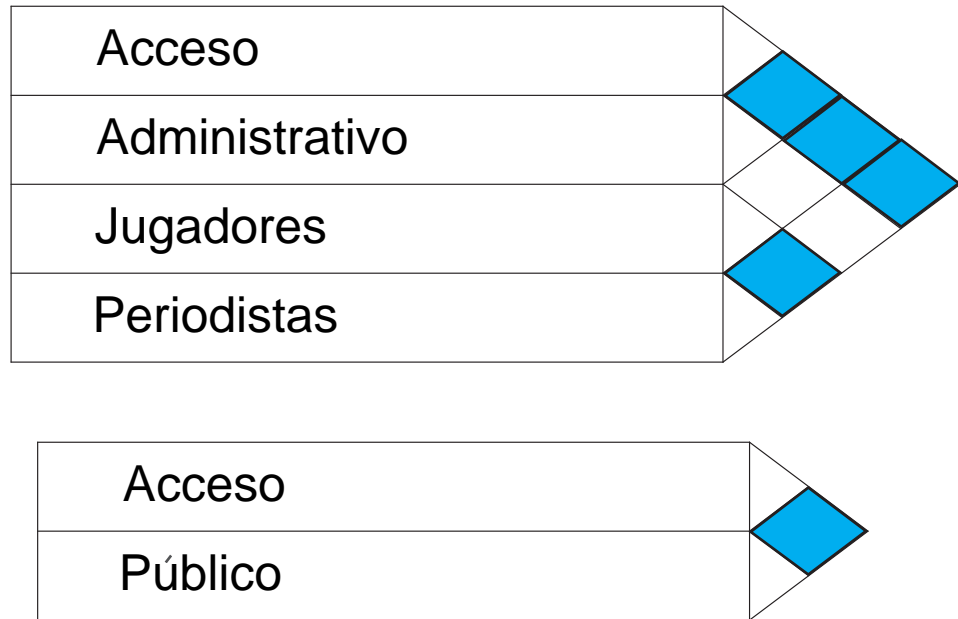 Acceso
Administrativo
Jugadores
Periodistas
Acceso
Público